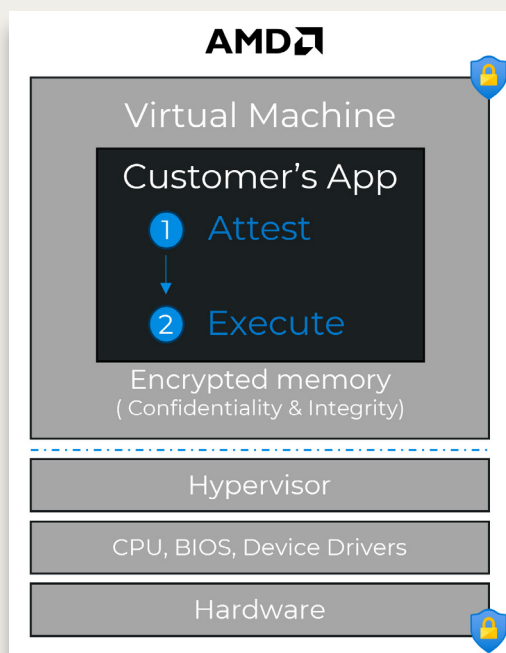 AMD
Virtual Machine
Customer's App
1 Attest
2 Execute
Encrypted memory
( Confidentiality & Integrity)
Hypervisor
CPU, BIOS, Device Drivers
Hardware